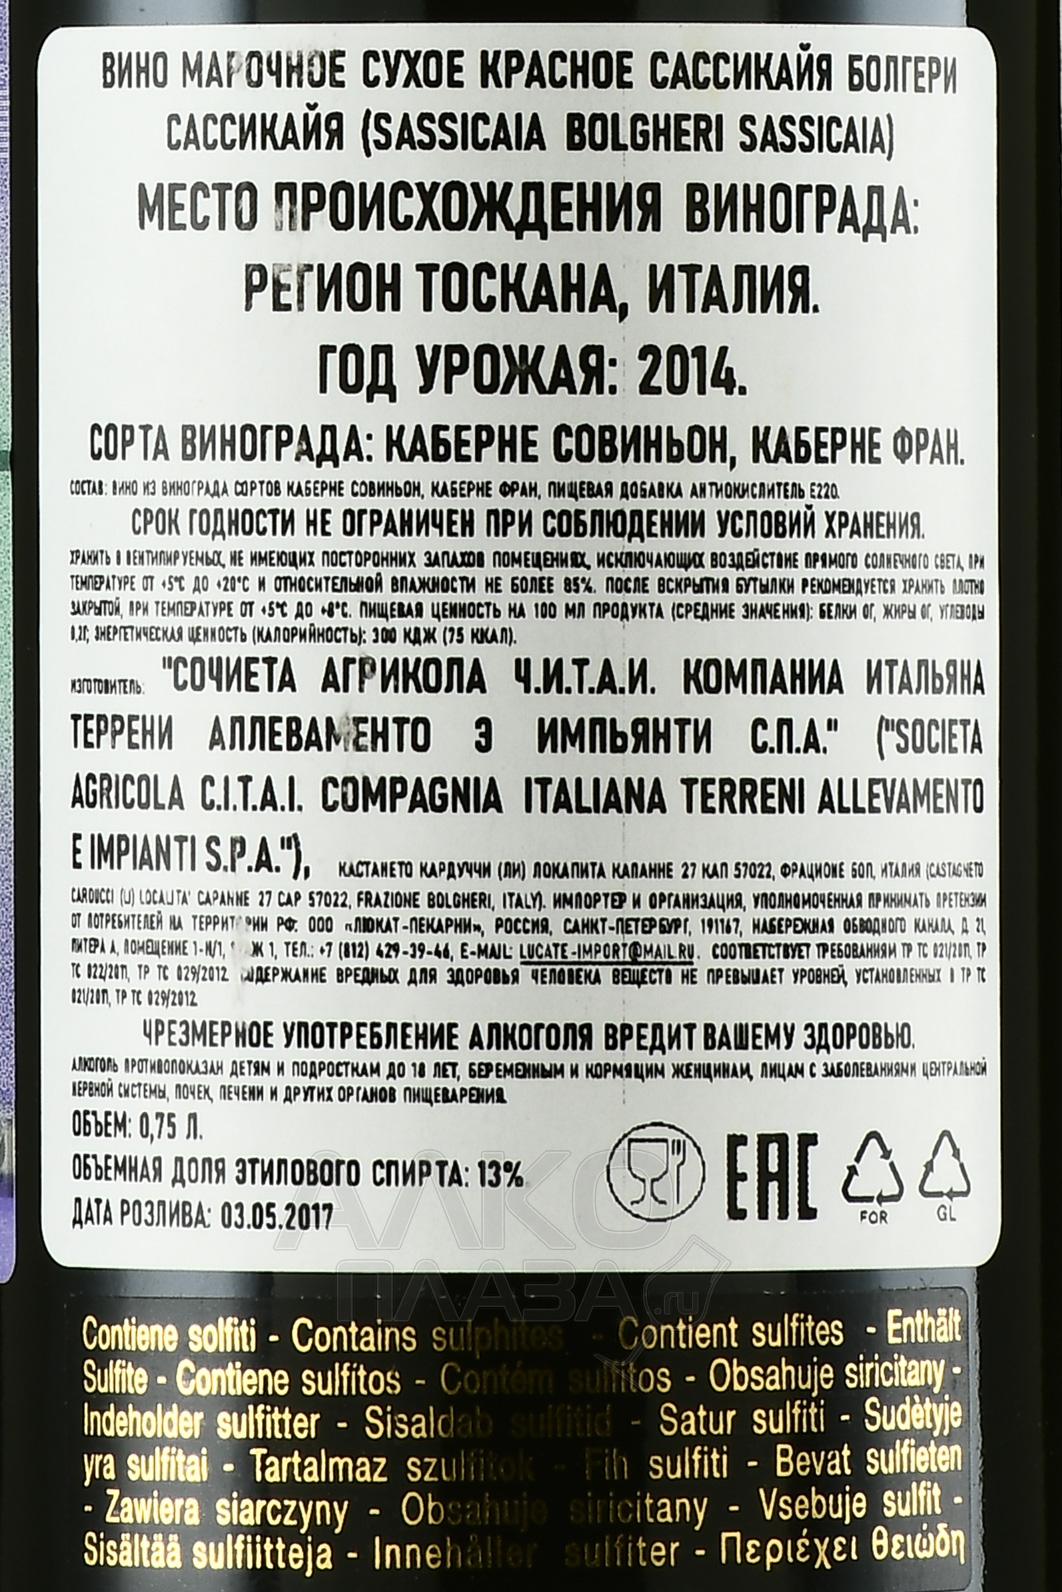 ВИНО МАРОЧНОЕ СУХОЕ КРАСНОЕ САССИКАЙЯ БОЛГЕРИ
САССИКАЙЯ (SASSICAIA BOLGHERI SASSICAIA)
МЕСТО ПРОИСХОЖДЕНИЯ ВИНОГРАДА:
РЕГИОН ТОСКАНА, ИТАЛИЯ.
ГОД УРОЖАЯ: 2014.
СОРТА ВИНОГРАДА: КАБЕРНЕ СОВИНЬОН, КАБЕРНЕ ФРАН.
СОСТАВ: ВИНО ИЗ ВИНОГРАДА СОРТОВ КАБЕРНЕ СОВИНЬОН, КАБЕРНЕ ФРАН, ПИЩЕВАЯ ДОБАВКА АНТИОКИСЛИТЕЛЬ Е220.
СРОК ГОДНОСТИ НЕ ОГРАНИЧЕН ПРИ СОБЛЮДЕНИИ УСЛОВИЙ ХРАНЕНИЯ.
ХРАНИТЬ В ВЕНТИЛИРУЕМЫХ, НЕ ИМЕЮЩИХ ПОСТОРОННИХ ЗАПАХОВ ПОМЕЩЕНИЯХ, ИСКЛЮЧАЮЩИХ ВОЗДЕЙСТВИЕ ПРЯМОГО СОЛНЕЧНОГО СВЕТА, ПРИ
ТЕМПЕРАТУРЕ ОТ +5°С ДО +20°С И ОТНОСИТЕЛЬНОЙ ВЛАЖНОСТИ НЕ БОЛЕЕ 85%. ПОСЛЕ ВСКРЫТИЯ БУТЫЛКИ РЕКОМЕНДУЕТСЯ ХРАНИТЬ ПЛОТНО
ЗАКРЫТОЙ, ПРИ ТЕМПЕРАТУРЕ ОТ +5°С ДО +8°С. ПИЩЕВАЯ ЦЕННОСТЬ НА 100 МЛ ПРОДУКТА (СРЕДНИЕ ЗНАЧЕНИЯ): БЕЛКИ 0Г, ЖИРЫ 0Г, УГЛЕВОДЫ
0,2Г; ЭНЕРГЕТИЧЕСКАЯ ЦЕННОСТЬ (КАЛОРИЙНОСТЬ): 300 КДЖ (75 ККАЛ).
ИЗГОТОВИТЕЛЬ: "СОЧИЕТА АГРИКОЛА Ч.И.Т.А.И. КОМПАНИА ИТАЛЬЯНА
ТЕРРЕНИ АЛЛЕВАМЕНТО Э ИМПЬЯНТИ С.П.А." ("SOCIETA
AGRICOLA C.I.T.A.I. COMPAGNIA ITALIANA TERRENI ALLEVAMENTO
E IMPIANTI S.P.A."), КАСТАНЕТО КАРДУЧЧИ (ЛИ) ЛОКАЛИТА КАПАННЕ 27 КАП 57022, ФРАЦИОНЕ БОЛ, ИТАЛИЯ (CASTAGNETO
CARDUCCI (LI) LOCALITA' CAPANNE 27 CAP 57022, FRAZIONE BOLGHERI, ITALY). ИМПОРТЕР И ОРГАНИЗАЦИЯ, УПОЛНОМОЧЕННАЯ ПРИНИМАТЬ ПРЕТЕНЗИИ
ОТ ПОТРЕБИТЕЛЕЙ НА ТЕРРИТОРИИ РФ: ООО «ЛЮКАТ-ПЕКАРНИ», РОССИЯ, САНКТ-ПЕТЕРБУРГ, 191167, НАБЕРЕЖНАЯ ОБВОДНОГО КАНАЛА, Д. 21,
ЛИТЕРА А, ПОМЕЩЕНИЕ 1-Н/1, Ж 1, ТЕЛ.: +7 (812) 429-39-46, E-MAIL: LUCATE-IMPORT@MAIL.RU. СООТВЕТСТВУЕТ ТРЕБОВАНИЯМ ТР ТС 021/2011, ТР
ТС 022/2011, ТР ТС 029/2012. СОДЕРЖАНИЕ ВРЕДНЫХ ДЛЯ ЗДОРОВЬЯ ЧЕЛОВЕКА ВЕЩЕСТВ НЕ ПРЕВЫШАЕТ УРОВНЕЙ, УСТАНОВЛЕННЫХ В ТР ТС
021/2011, ТР ТС 029/2012.
ЧРЕЗМЕРНОЕ УПОТРЕБЛЕНИЕ АЛКОГОЛЯ ВРЕДИТ ВАШЕМУ ЗДОРОВЬЮ.
АЛКОГОЛЬ ПРОТИВОПОКАЗАН ДЕТЯМ И ПОДРОСТКАМ ДО 18 ЛЕТ, БЕРЕМЕННЫМ И КОРМЯЩИМ ЖЕНЩИНАМ, ЛИЦАМ С ЗАБОЛЕВАНИЯМИ ЦЕНТРАЛЬНОЙ
НЕРВНОЙ СИСТЕМЫ, ПОЧЕК, ПЕЧЕНИ И ДРУГИХ ОРГАНОВ ПИЩЕВАРЕНИЯ.
ОБЪЕМ: 0,75 Л.
ОБЪЕМНАЯ ДОЛЯ ЭТИЛОВОГО СПИРТА: 13%
ДАТА РОЗЛИВА: 03.05.2017
EAC
FOR
GL
АЛКО
ПЛАЗА.ru
Contiene solfiti - Contains sulphites - Contient sulfites - Enthält
Sulfite - Contiene sulfitos - Contém sulfitos - Obsahuje siricitany -
Indeholder sulfitter - Sisaldab sulfitid - Satur sulfiti - Sudètyje
yra sulfitai - Tartalmaz szulfitok - Fih sulfiti - Bevat sulfieten
- Zawiera siarczyny - Obsahuje siricitany - Vsebuje sulfit -
Sisältää sulfiitteja - Innehåller sulfiter - Περιέχει θειώδη